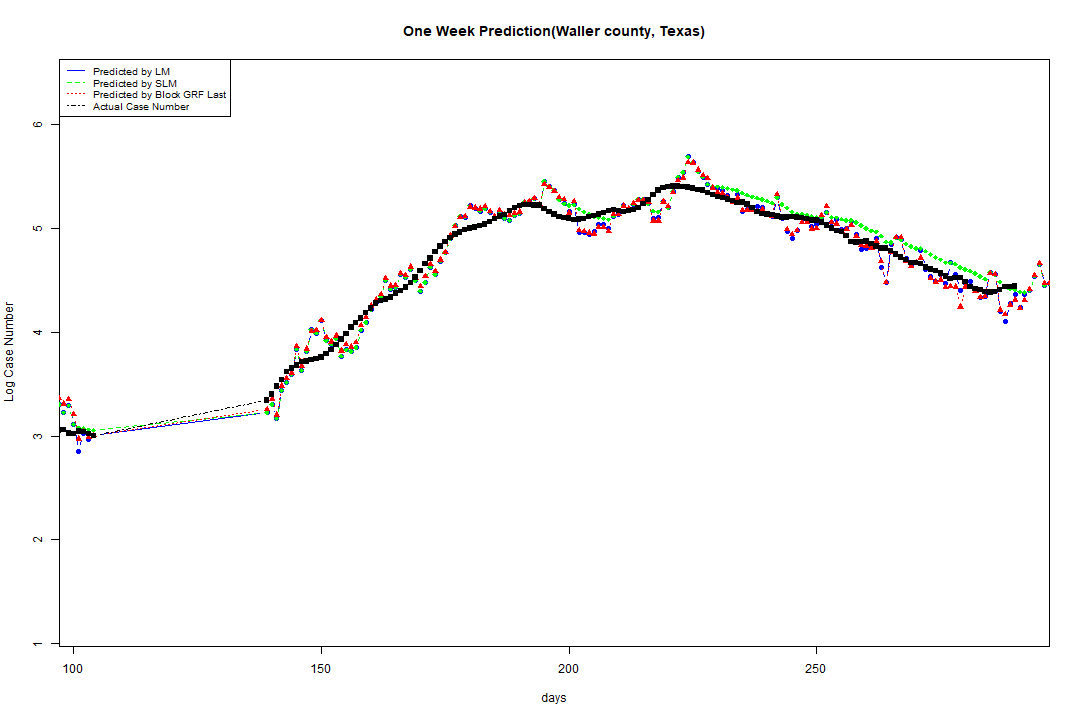 One Week Prediction(Waller county, Texas)
Predicted by LM
Predicted by SLM
Predicted by Block GRF Last
Actual Case Number
6
5
4
3
2
1
Log Case Number
100 150 200 250
days